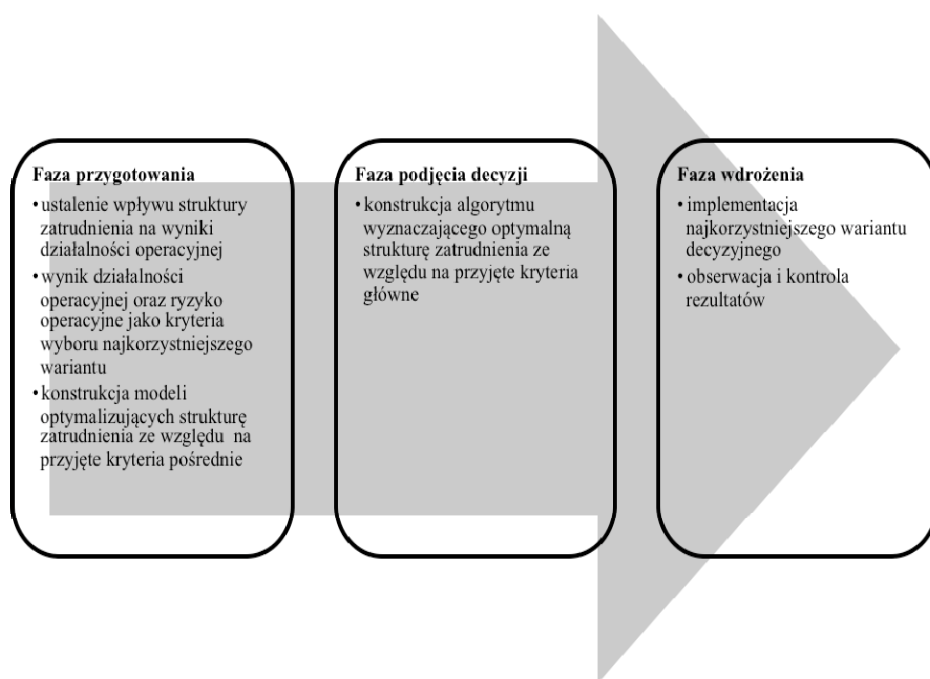 Faza przygotowania
•ustalenie wpływu struktury
zatrudnienia na wyniki
działalności operacyjnej
•wynik działalności
operacyjnej oraz ryzyko
operacyjne jako kryteria
wyboru najkorzystniejszego
wariantu
•konstrukcja modeli
optymalizujących strukturę
zatrudnienia ze względu na
przyjęte kryteria pośrednie
Faza podjęcia decyzji
• konstrukcja algorytmu
wyznaczającego optymalną
strukturę zatrudnienia ze
względu na przyjęte kryteria
główne
Faza wdrożenia
• implementacja
najkorzystniejszego wariantu
decyzyjnego
• obserwacja i kontrola
rezultatów